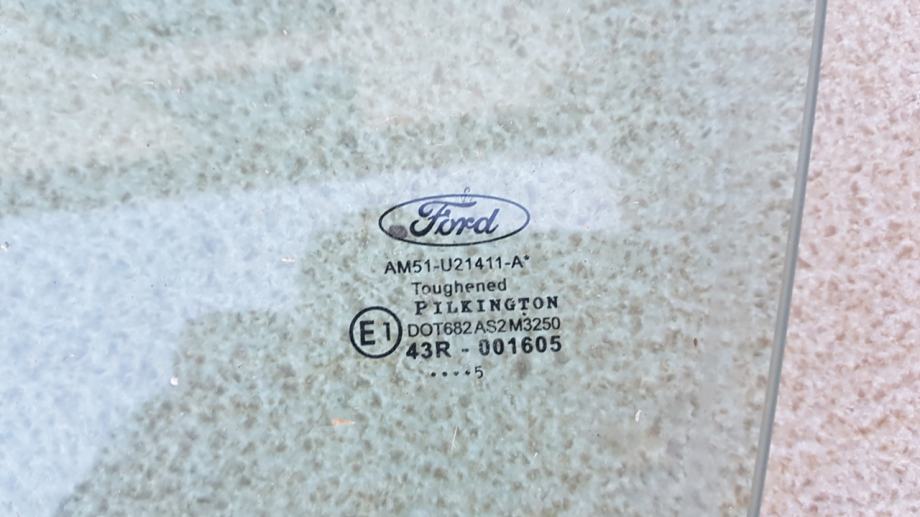 Ford
AM51-U21411-A*
Toughened
PILKINGTON
E1
DOT682 AS2 M3250
43R - 001605
••••5